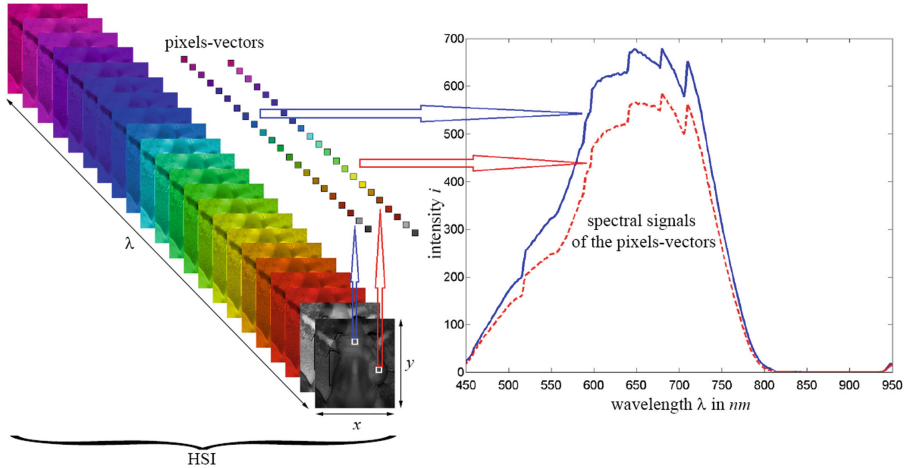 pixels-vectors
λ
y
x
HSI
700
600
500
400
300
200
100
0
intensity i
spectral signals
of the pixels-vectors
450 500 550 600 650 700 750 800 850 900 950
wavelength λ in nm